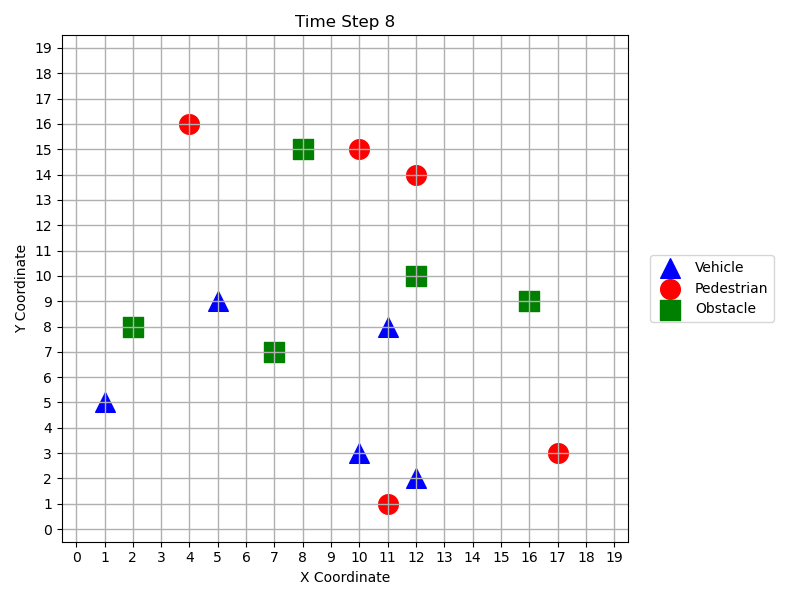 Time Step 8
19
18
17
16
15
14
13
12
11
10
9
8
7
6
5
4
3
2
1
0
Y Coordinate
0 1 2 3 4 5 6 7 8 9 10 11 12 13 14 15 16 17 18 19
X Coordinate
Vehicle
Pedestrian
Obstacle